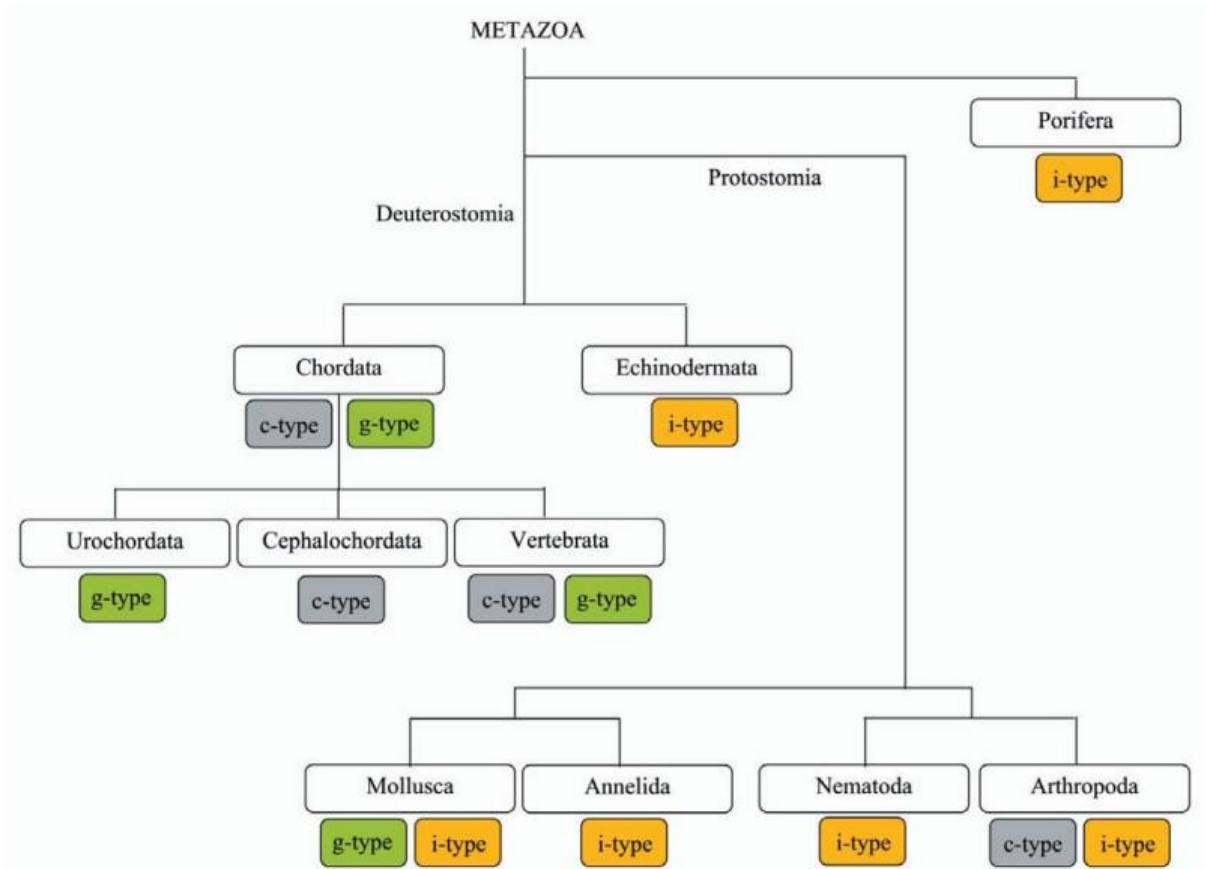 METAZOA
Porifera
i-type
Protostomia
Deuterostomia
Chordata
Echinodermata
c-type g-type
i-type
Urochordata
Cephalochordata
Vertebrata
g-type
c-type
c-type g-type
Mollusca
Annelida
Nematoda
Arthropoda
g-type i-type
i-type
i-type
c-type i-type